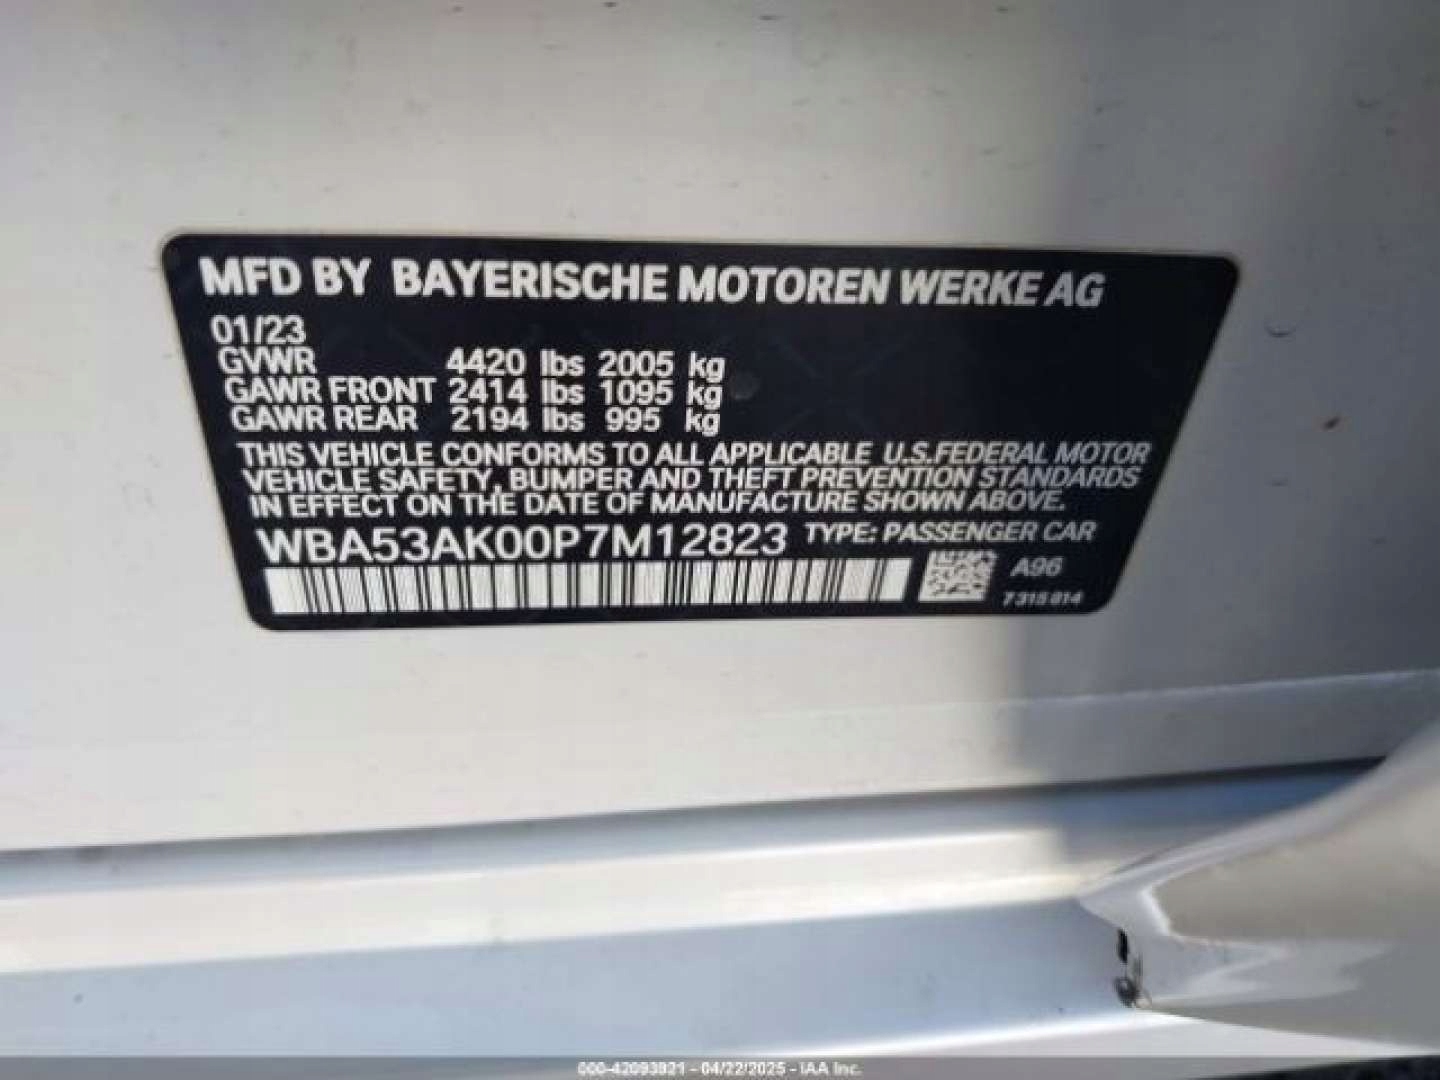 MFD BY BAYERISCHE MOTOREN WERKE AG
01/23
GVWR 4420 lbs 2005 kg
GAWR FRONT 2414 lbs 1095 kg
GAWR REAR 2194 lbs 995 kg
THIS VEHICLE CONFORMS TO ALL APPLICABLE U.S.FEDERAL MOTOR
VEHICLE SAFETY, BUMPER AND THEFT PREVENTION STANDARDS
IN EFFECT ON THE DATE OF MANUFACTURE SHOWN ABOVE.
WBA53AK00P7M12823 TYPE: PASSENGER CAR
A96
7 315 814
000-42093921 - 04/22/2025 - IAA Inc.